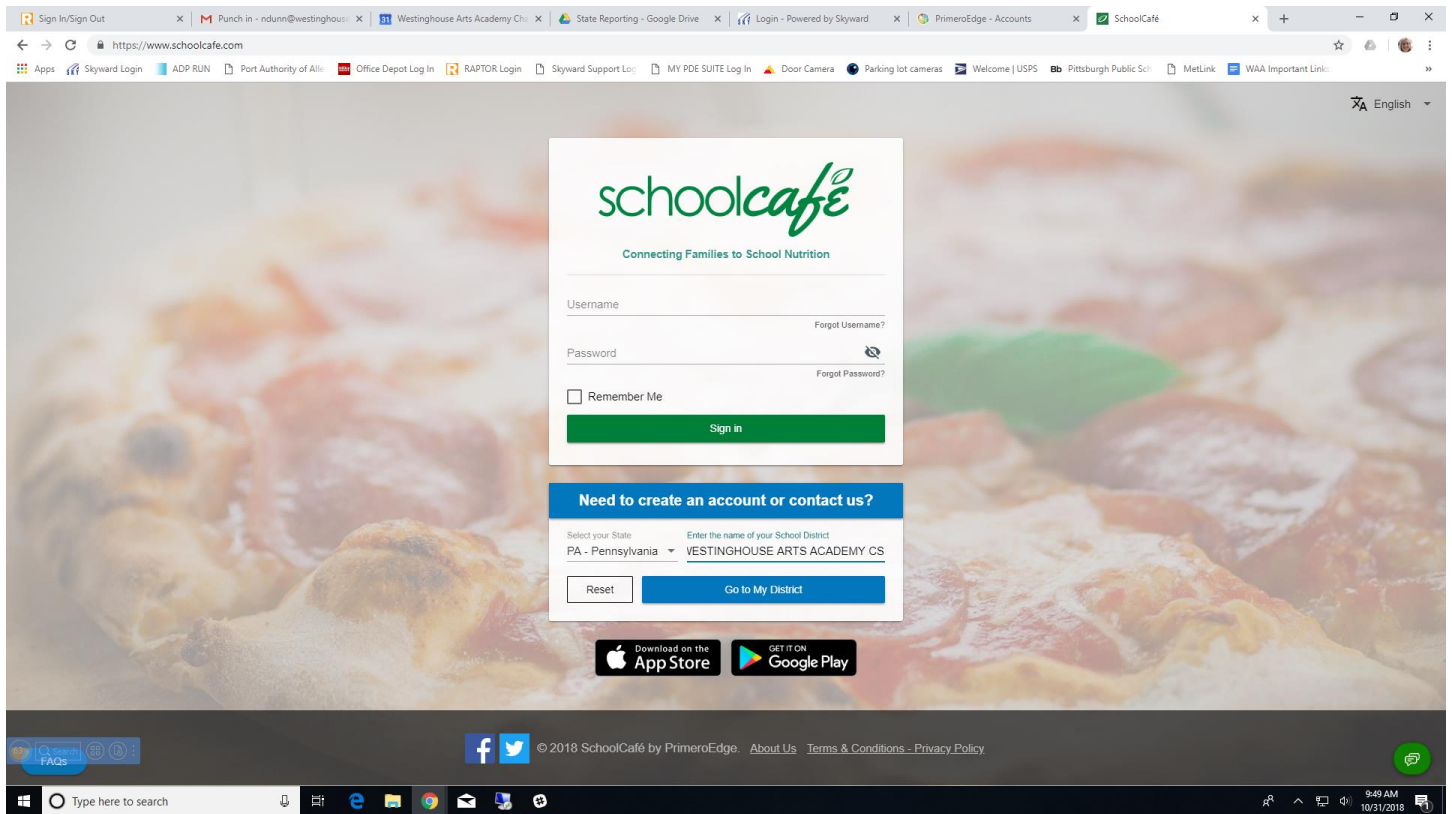 Sign In/Sign Out
Punch in - ndunn@westinghouse
31 Westinghouse Arts Academy Cha
State Reporting - Google Drive
Login - Powered by Skyward
PrimeroEdge - Accounts
SchoolCafé
https://www.schoolcafe.com
Apps Skyward Login ADP RUN Port Authority of Alle Office Depot Log In RAPTOR Login Skyward Support Log MY PDE SUITE Log In Door Camera Parking lot cameras Welcome | USPS Bb Pittsburgh Public Sch MetLink WAA Important Links
English
schoolcafé
Connecting Families to School Nutrition
Username
Forgot Username?
Password
Forgot Password?
Remember Me
Sign in
Need to create an account or contact us?
Select your State Enter the name of your School District
PA - Pennsylvania WESTINGHOUSE ARTS ACADEMY CS
Reset Go to My District
Download on the App Store
GET IT ON Google Play
Search
FAQs
© 2018 SchoolCafé by PrimeroEdge. About Us Terms & Conditions - Privacy Policy
Type here to search
9:49 AM
10/31/2018